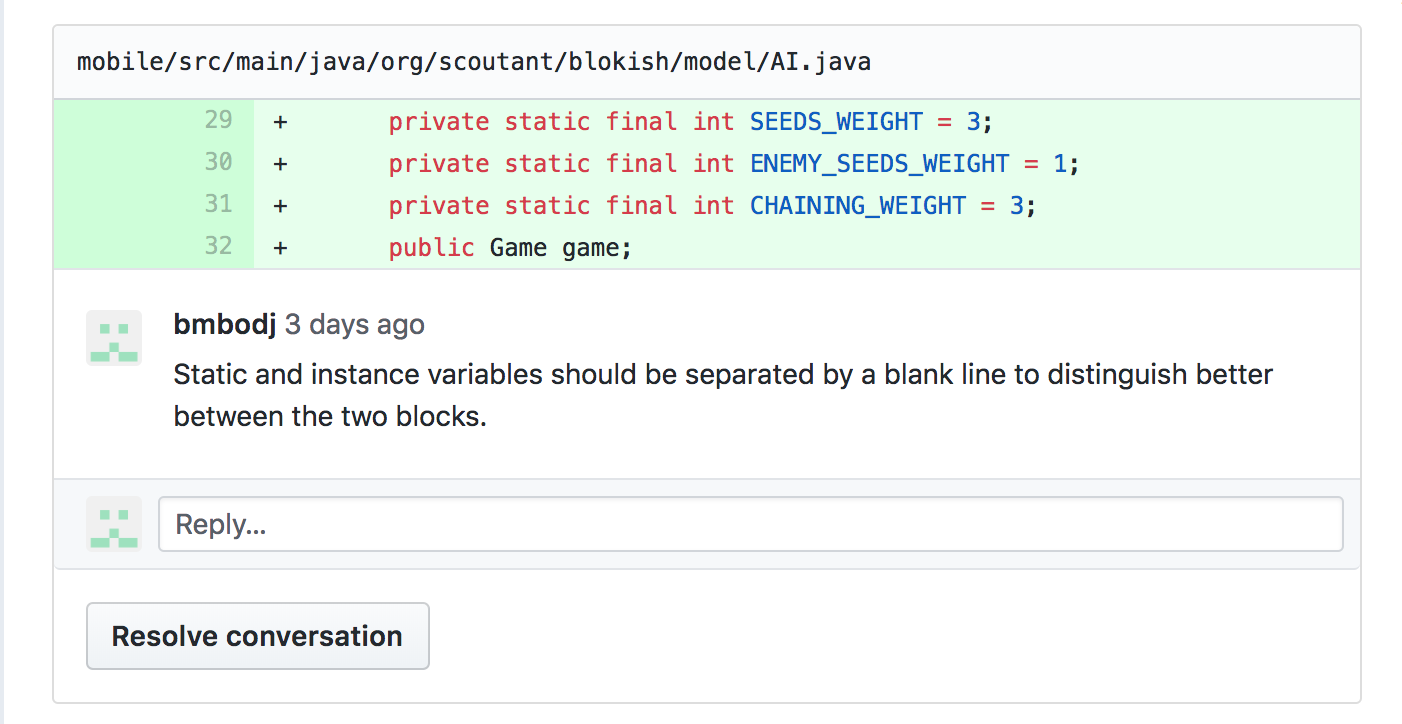 mobile/src/main/java/org/scoutant/blokish/model/AI.java
29 + private static final int SEEDS_WEIGHT = 3;
30 + private static final int ENEMY_SEEDS_WEIGHT = 1;
31 + private static final int CHAINING_WEIGHT = 3;
32 + public Game game;
bmbodj 3 days ago
Static and instance variables should be separated by a blank line to distinguish better
between the two blocks.
Reply...
Resolve conversation